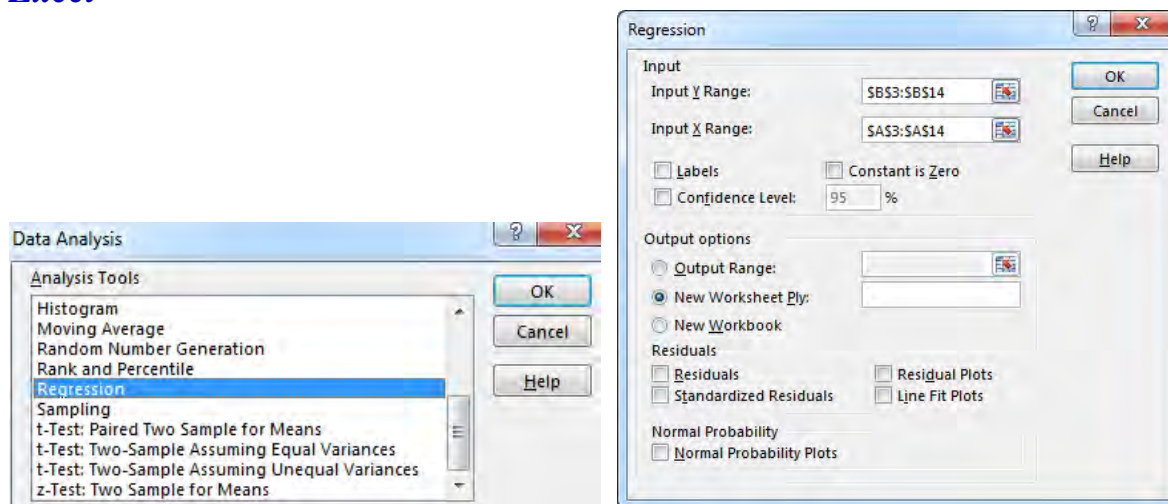 Data Analysis
Analysis Tools
Histogram
Moving Average
Random Number Generation
Rank and Percentile
Regression
Sampling
t-Test: Paired Two Sample for Means
t-Test: Two-Sample Assuming Equal Variances
t-Test: Two-Sample Assuming Unequal Variances
z-Test: Two Sample for Means
OK
Cancel
Help
Regression
Input
Input Y Range: $B$3:$B$14
Input X Range: $A$3:$A$14
Labels Constant is Zero
Confidence Level: 95 %
Output options
Output Range:
New Worksheet Ply:
New Workbook
Residuals
Residuals Residual Plots
Standardized Residuals Line Fit Plots
Normal Probability
Normal Probability Plots
OK
Cancel
Help